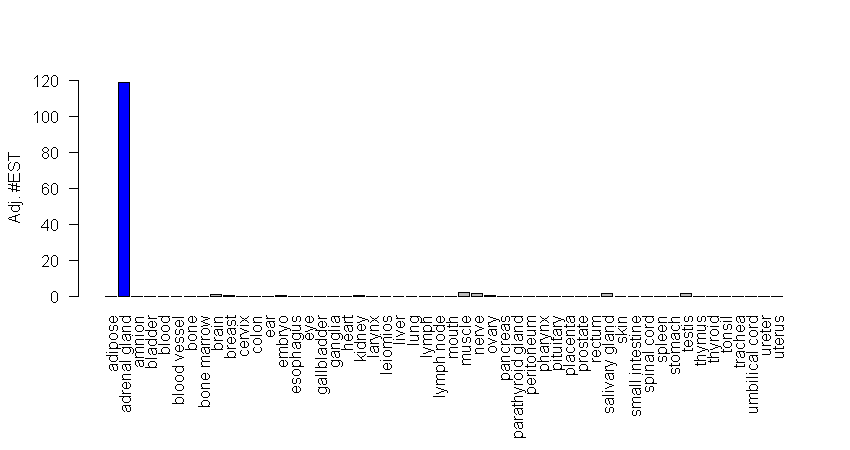 Adj. #EST
120
100
80
60
40
20
0
adipose
adrenal gland
amnion
bladder
blood
blood vessel
bone
bone marrow
brain
breast
cervix
colon
ear
embryo
esophagus
eye
gallbladder
ganglia
heart
kidney
larynx
leiomios
liver
lung
lymph
lymph node
mouth
muscle
nerve
ovary
pancreas
parathyroid gland
peritoneum
pharynx
pituitary
placenta
prostate
rectum
salivary gland
skin
small intestine
spinal cord
spleen
stomach
testis
thymus
thyroid
tonsil
trachea
umbilical cord
ureter
uterus